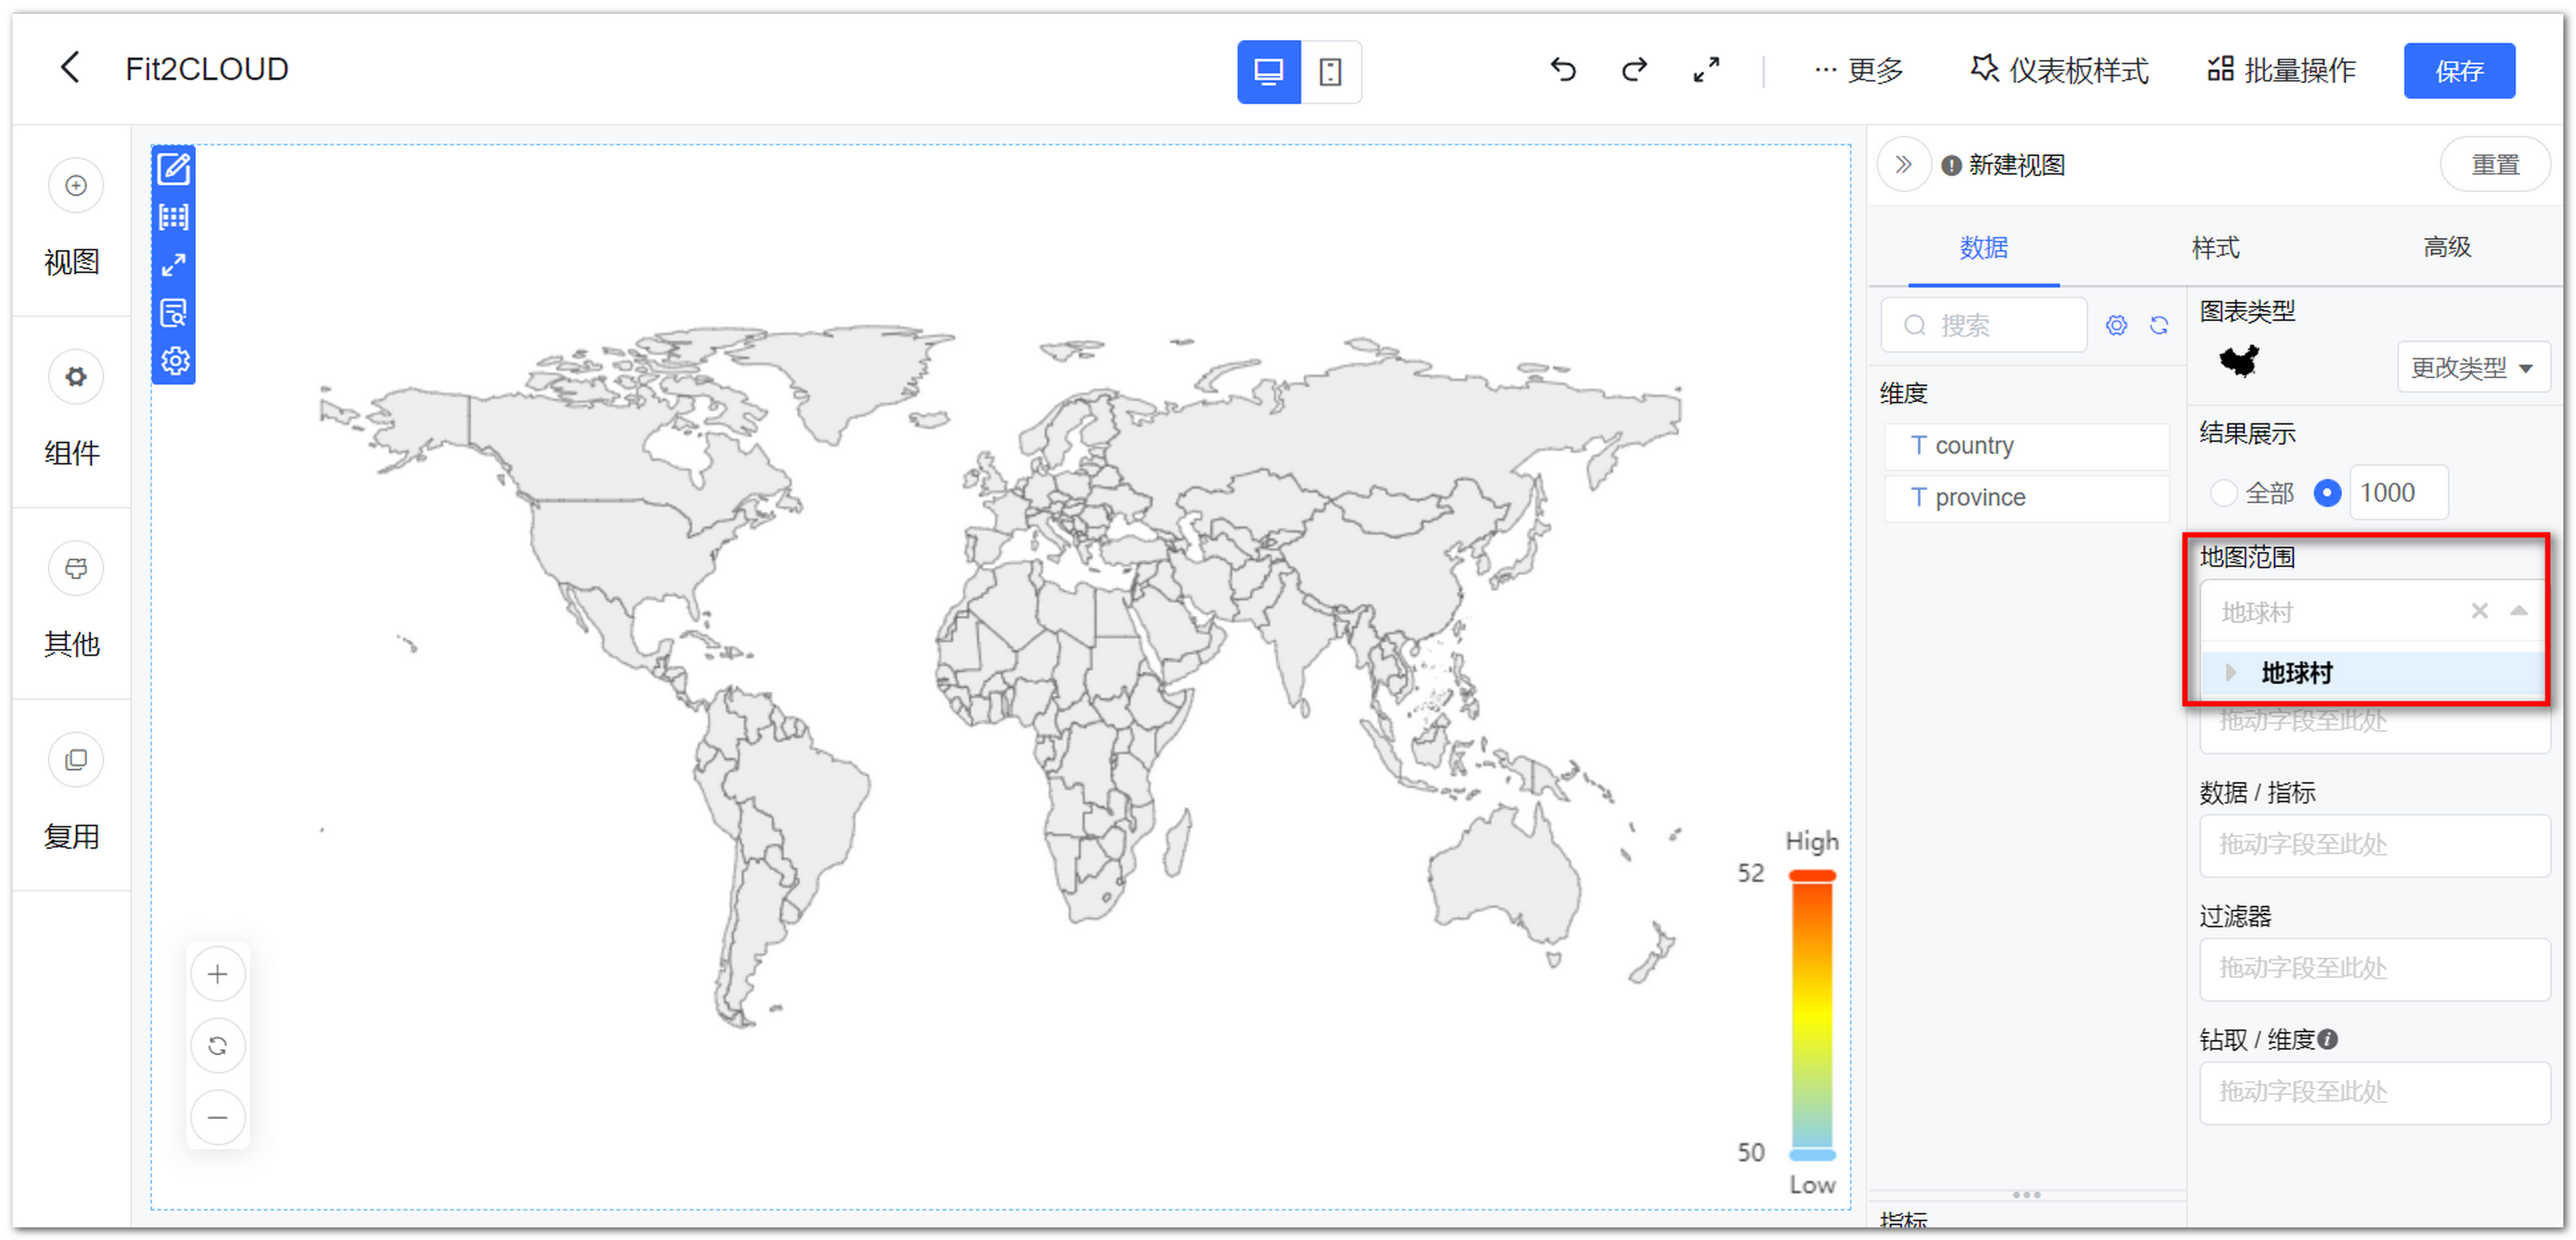 Fit2CLOUD
··· 更多
仪表板样式
批量操作
保存
视图
组件
其他
复用
High
52
50
Low
新建视图
重置
数据
样式
高级
搜索
维度
T country
T province
指标
图表类型
更改类型
结果展示
全部
1000
地图范围
地球村
地球村
拖动字段至此处
数据 / 指标
拖动字段至此处
过滤器
拖动字段至此处
钻取 / 维度
拖动字段至此处